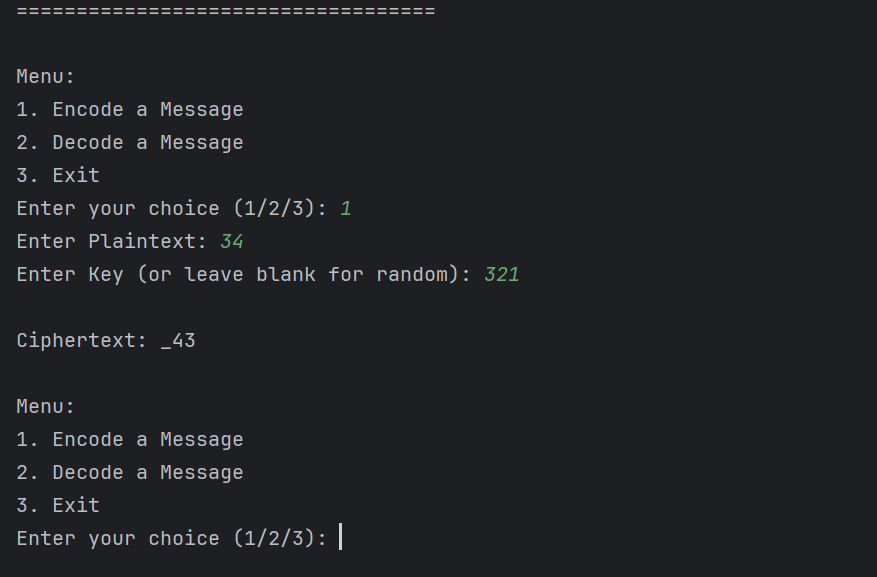 ===================================
Menu:
1. Encode a Message
2. Decode a Message
3. Exit
Enter your choice (1/2/3): 1
Enter Plaintext: 34
Enter Key (or leave blank for random): 321
Ciphertext: _43
Menu:
1. Encode a Message
2. Decode a Message
3. Exit
Enter your choice (1/2/3):